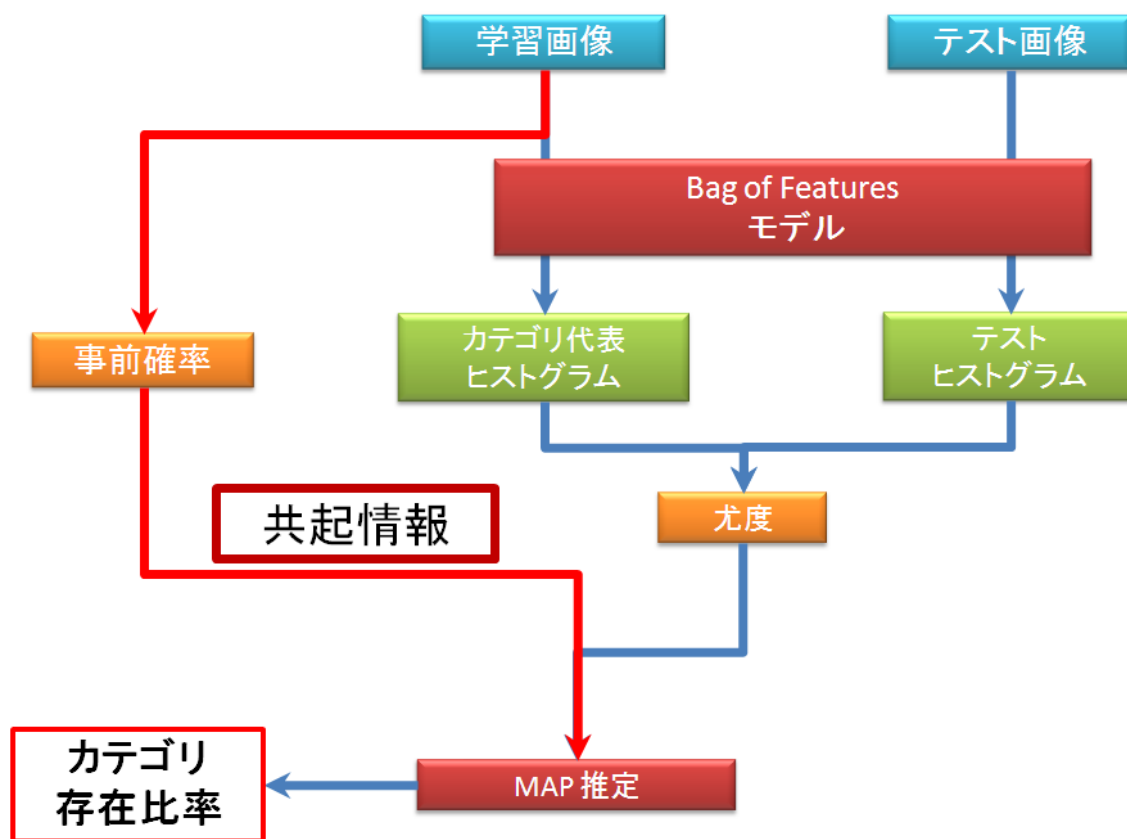 学習画像
テスト画像
Bag of Features
モデル
事前確率
カテゴリ代表
ヒストグラム
テスト
ヒストグラム
共起情報
尤度
カテゴリ
存在比率
MAP 推定